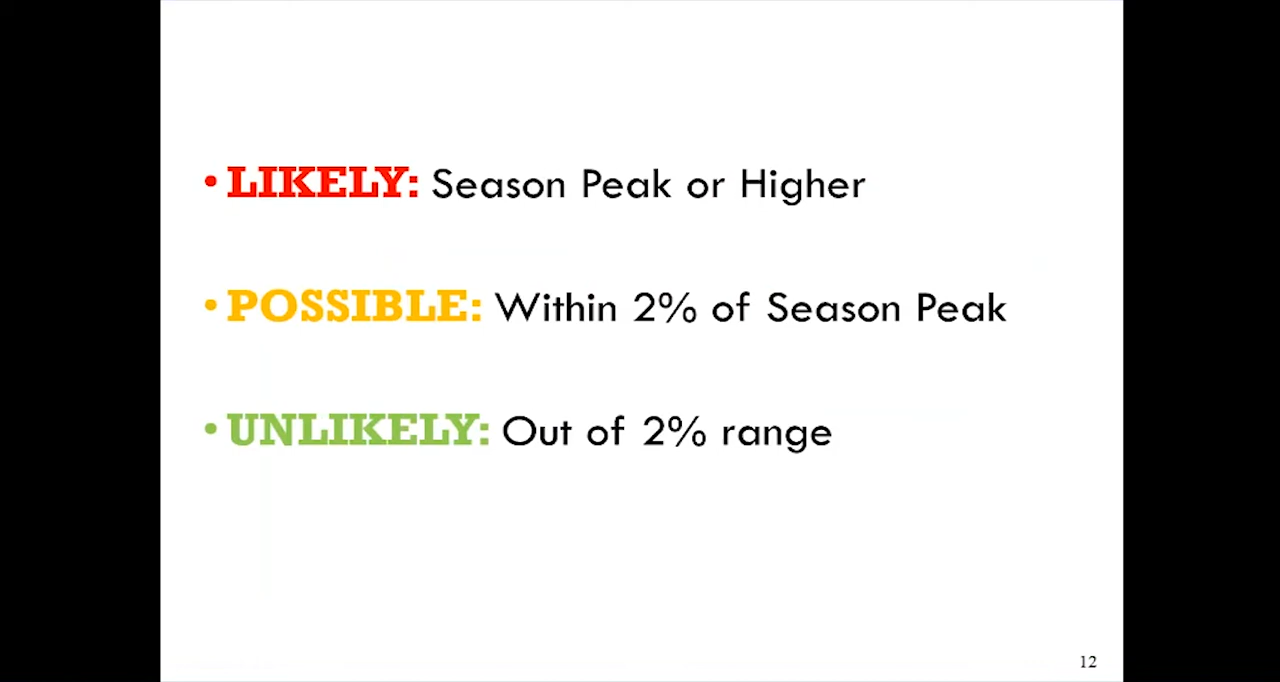 • LIKELY: Season Peak or Higher
• POSSIBLE: Within 2% of Season Peak
• UNLIKELY: Out of 2% range
12